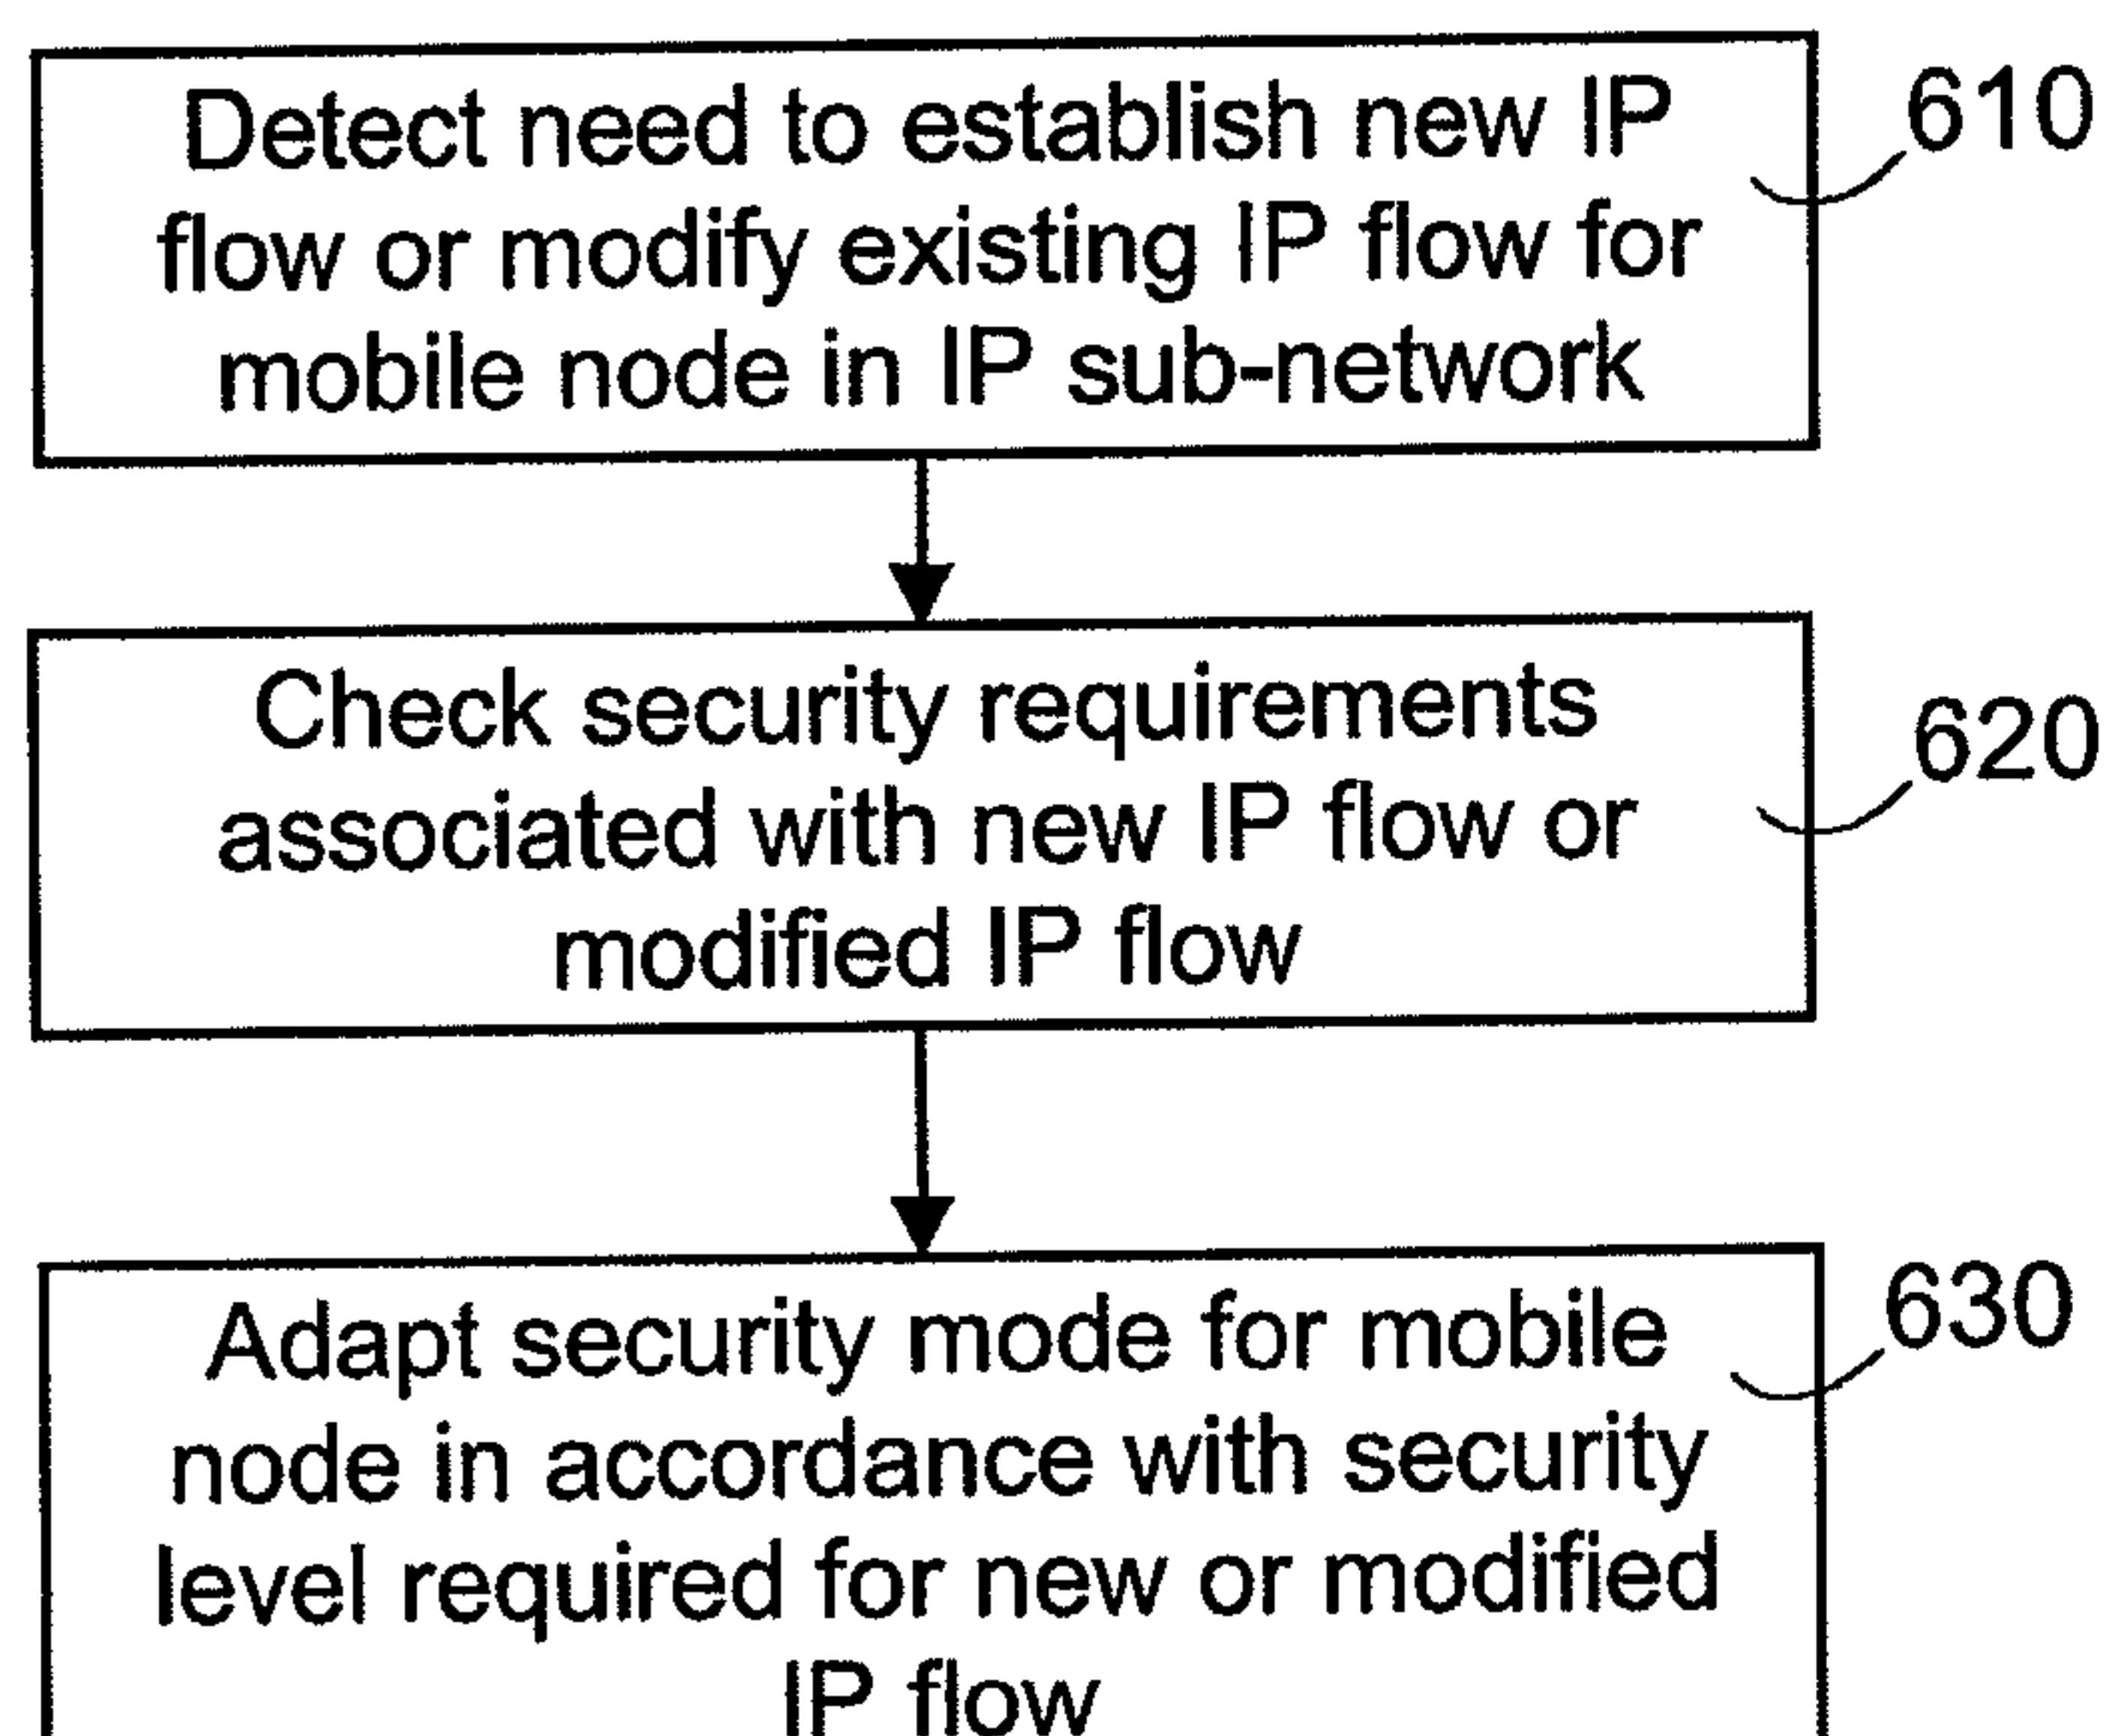 Detect need to establish new IP
flow or modify existing IP flow for
mobile node in IP sub-network
610
Check security requirements
associated with new IP flow or
modified IP flow
620
Adapt security mode for mobile
node in accordance with security
level required for new or modified
IP flow
630